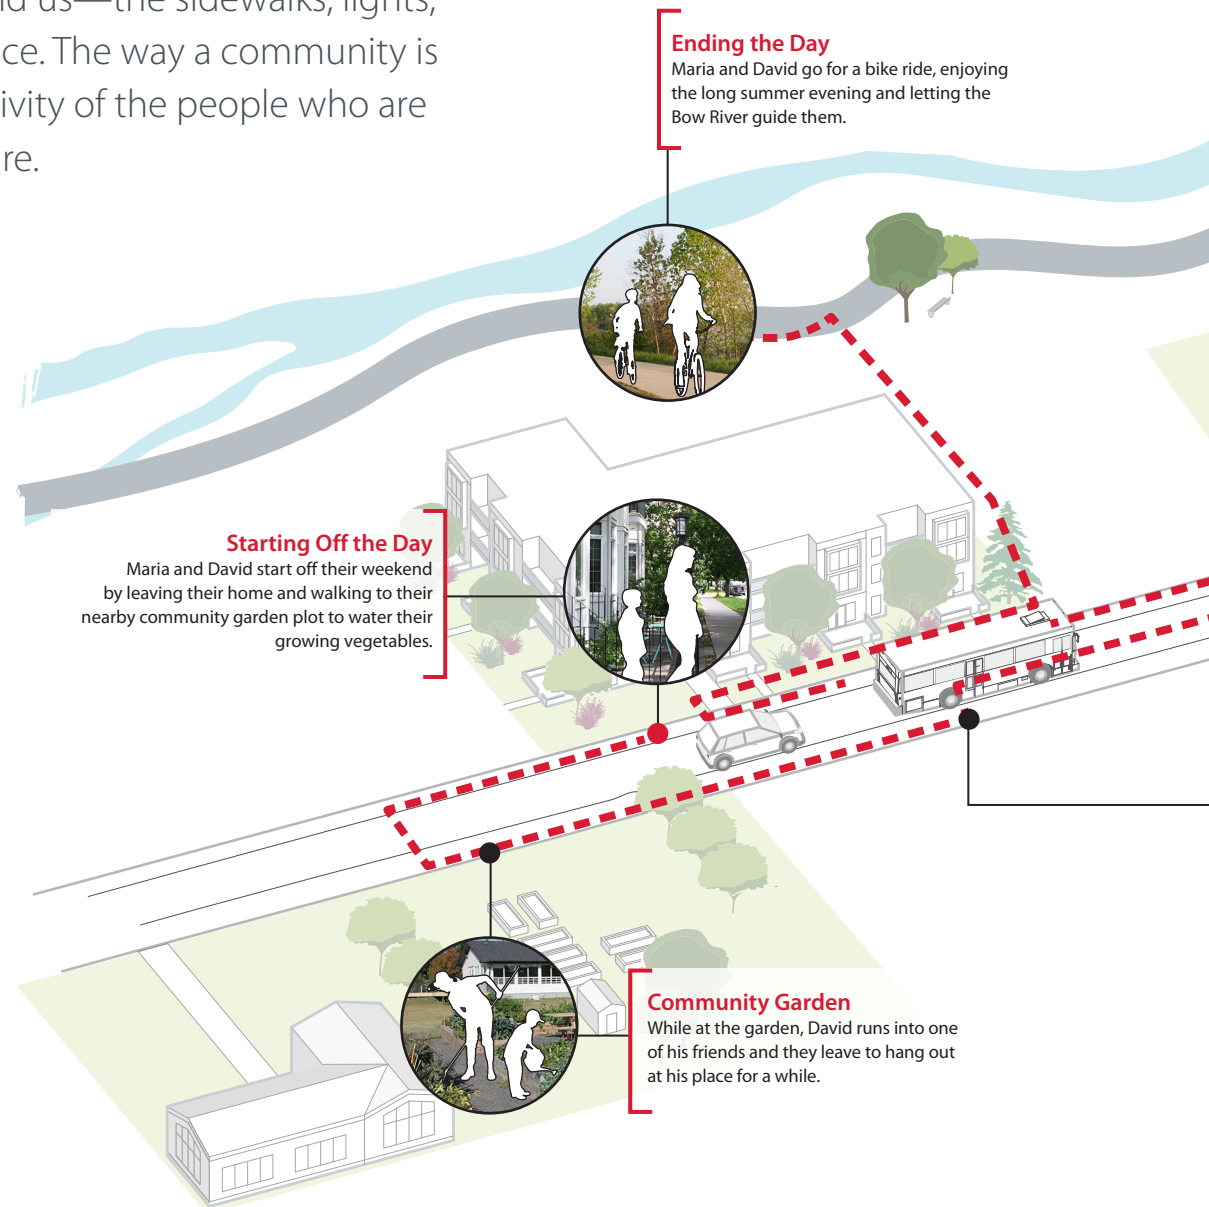 us—the sidewalks, lights,
The way a community is
of the people who are
Ending the Day
Maria and David go for a bike ride, enjoying
the long summer evening and letting the
Bow River guide them.
Starting Off the Day
Maria and David start off their weekend
by leaving their home and walking to their
nearby community garden plot to water their
growing vegetables.
Community Garden
While at the garden, David runs into one
of his friends and they leave to hang out
at his place for a while.